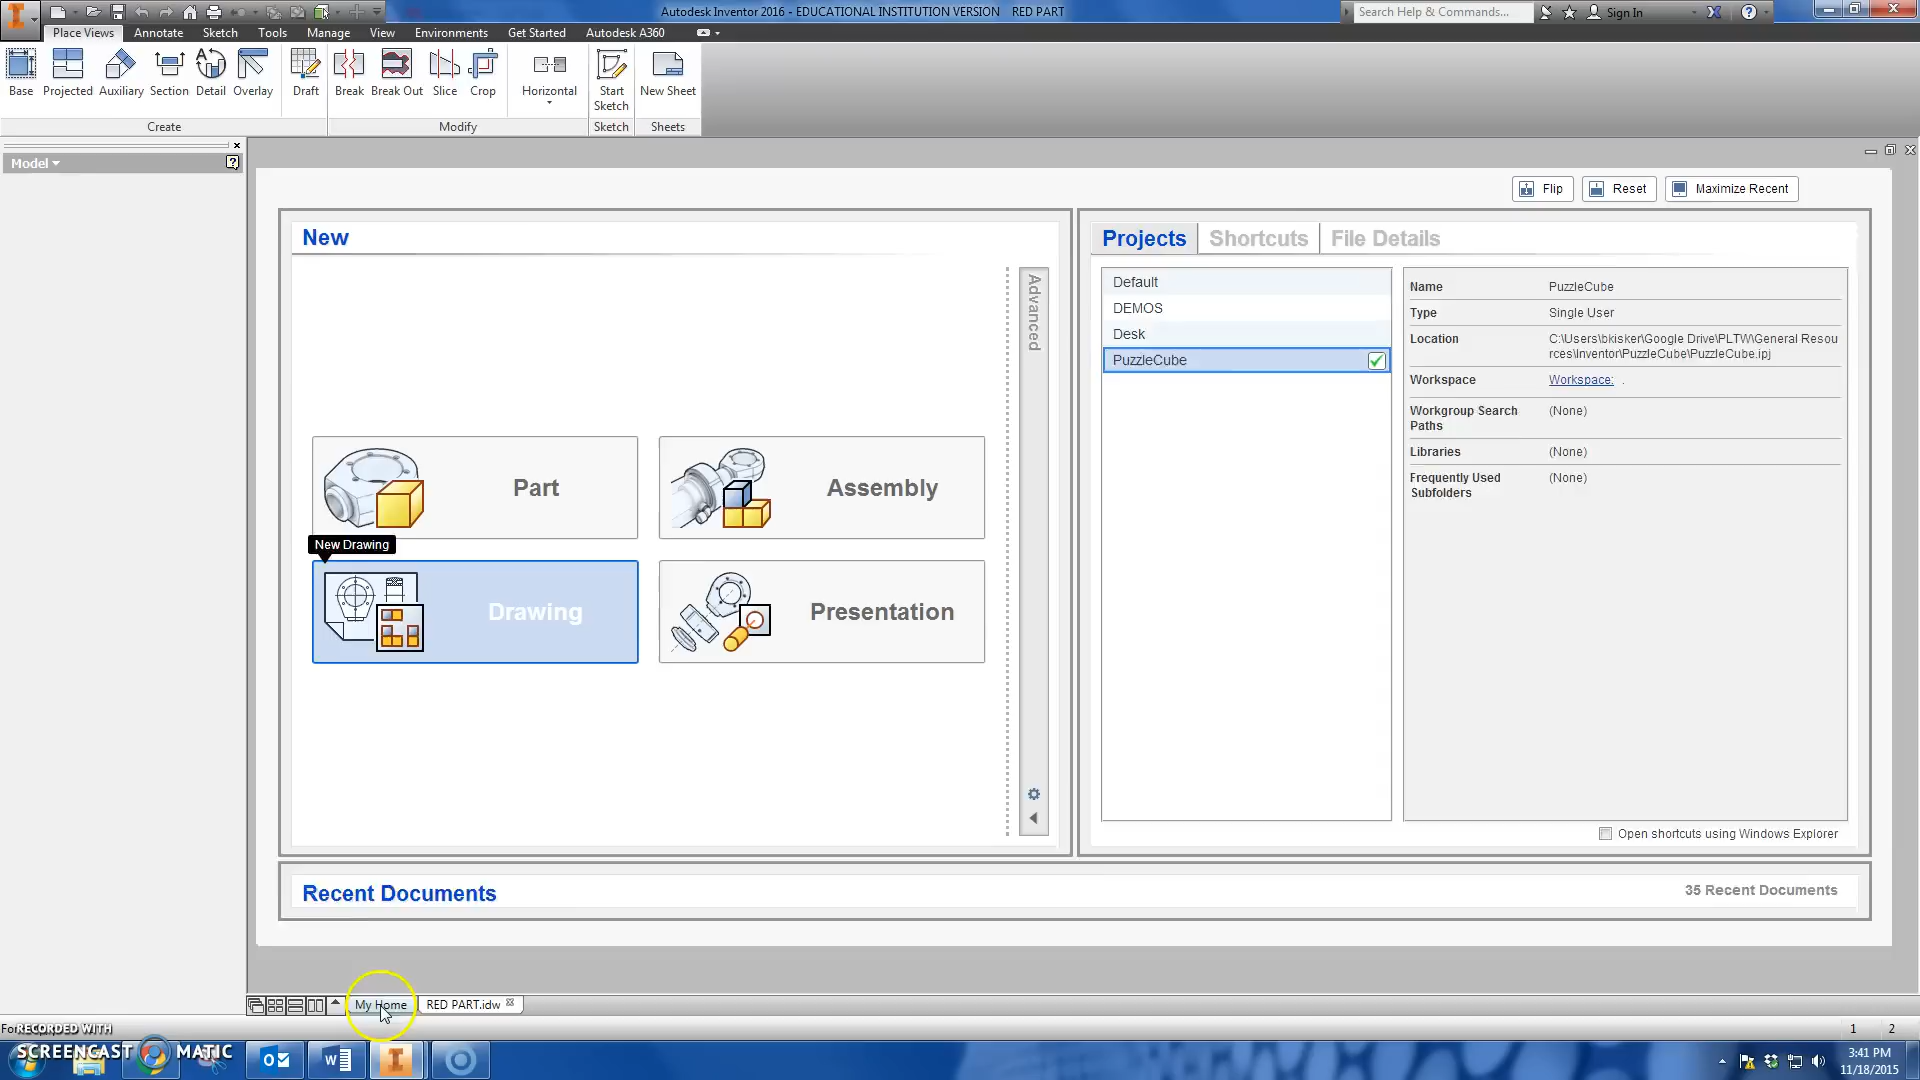 Autodesk Inventor 2016 - EDUCATIONAL INSTITUTION VERSION RED PART
Search Help & Commands...
Sign In
Place Views Annotate Sketch Tools Manage View Environments Get Started Autodesk A360
Base Projected Auxiliary Section Detail Overlay Draft Break Break Out Slice Crop Horizontal Start Sketch New Sheet
Create Modify Sketch Sheets
Model
Flip Reset Maximize Recent
New
Projects Shortcuts File Details
Advanced
Default
DEMOS
Desk
PuzzleCube
Name PuzzleCube
Type Single User
Location C:\Users\bkisker\Google Drive\PLTW\General Resou
rces\Inventor\PuzzleCube\PuzzleCube.ipj
Workspace Workspace: .
Workgroup Search Paths (None)
Libraries (None)
Frequently Used Subfolders (None)
Part
Assembly
New Drawing
Drawing
Presentation
Open shortcuts using Windows Explorer
Recent Documents
35 Recent Documents
My Home RED PART.idw
1 2
RECORDED WITH
SCREENCAST MATIC
3:41 PM
11/18/2015